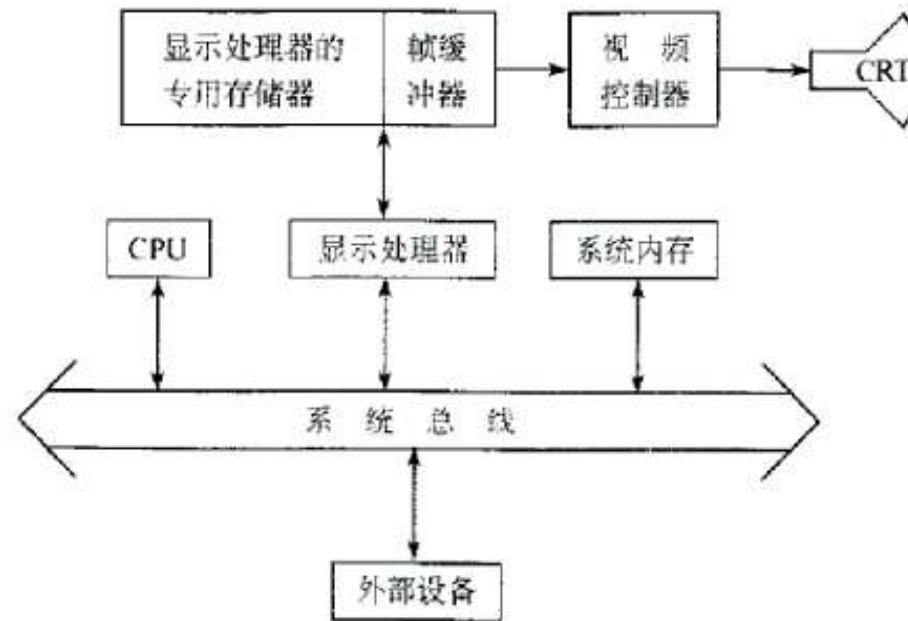 显示处理器的
专用存储器
帧缓
冲器
视 频
控制器
CRT
CPU
显示处理器
系统内存
系 统 总 线
外部设备